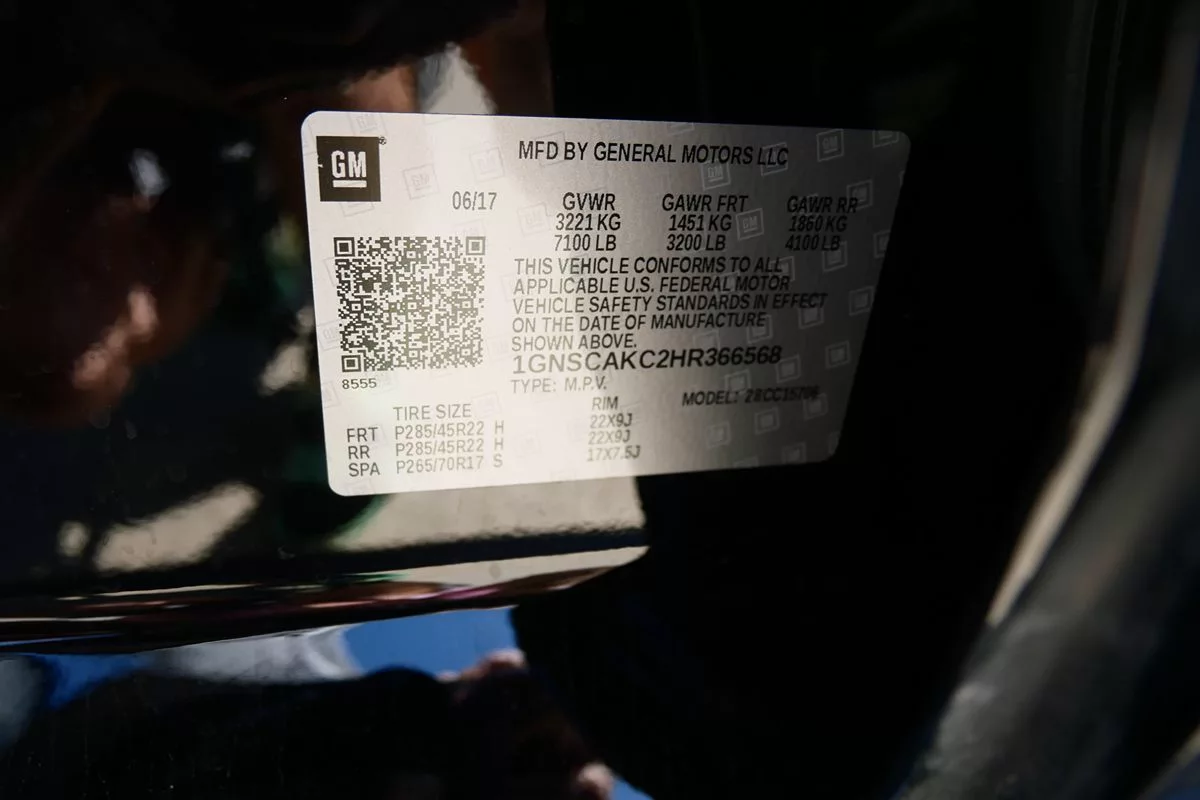 GM
MFD BY GENERAL MOTORS LLC
06/17 GVWR GAWR FRT GAWR RR
3221 KG 1451 KG 1860 KG
7100 LB 3200 LB 4100 LB
THIS VEHICLE CONFORMS TO ALL
APPLICABLE U.S. FEDERAL MOTOR
VEHICLE SAFETY STANDARDS IN EFFECT
ON THE DATE OF MANUFACTURE
SHOWN ABOVE.
1GNSCAKC2HR366568
8555
TYPE: M.P.V.
MODEL:
TIRE SIZE RIM
FRT P285/45R22 H 22X9J
RR P285/45R22 H 22X9J
SPA P265/70R17 S 17X7.5J